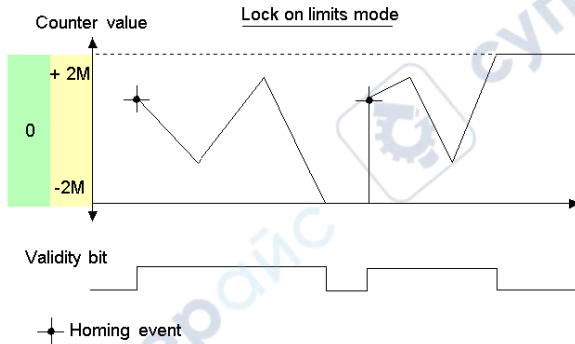 Lock on limits mode
Counter value
+ 2M
0
-2M
Validity bit
Homing event